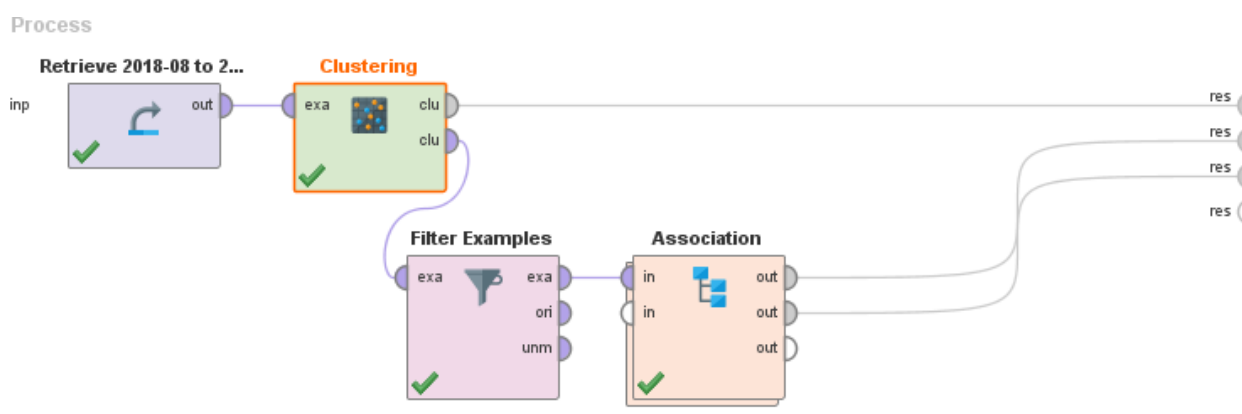 Process
Retrieve 2018-08 to 2...
Clustering
inp
out
exa
clu
res
clu
res
res
res
Filter Examples
Association
exa
exa
in
out
ori
in
out
unm
out